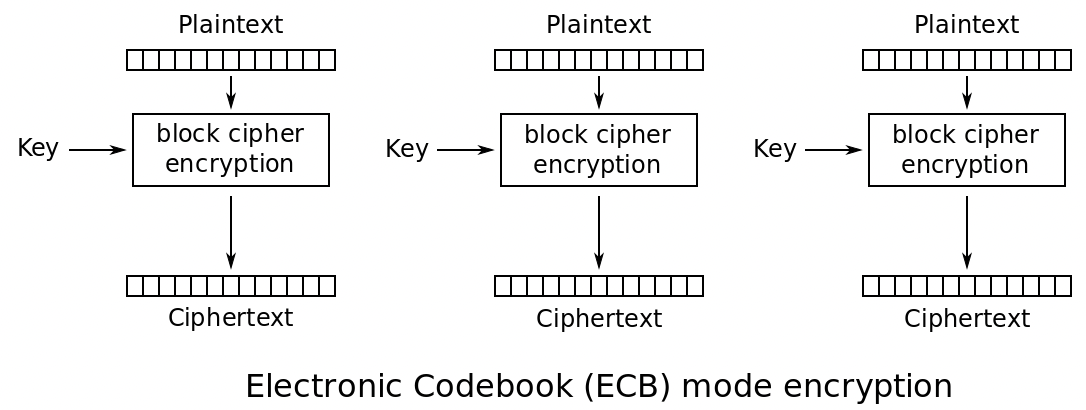 Plaintext
Plaintext
Plaintext
Key
block cipher
encryption
Key
block cipher
encryption
Key
block cipher
encryption
Ciphertext
Ciphertext
Ciphertext
Electronic Codebook (ECB) mode encryption